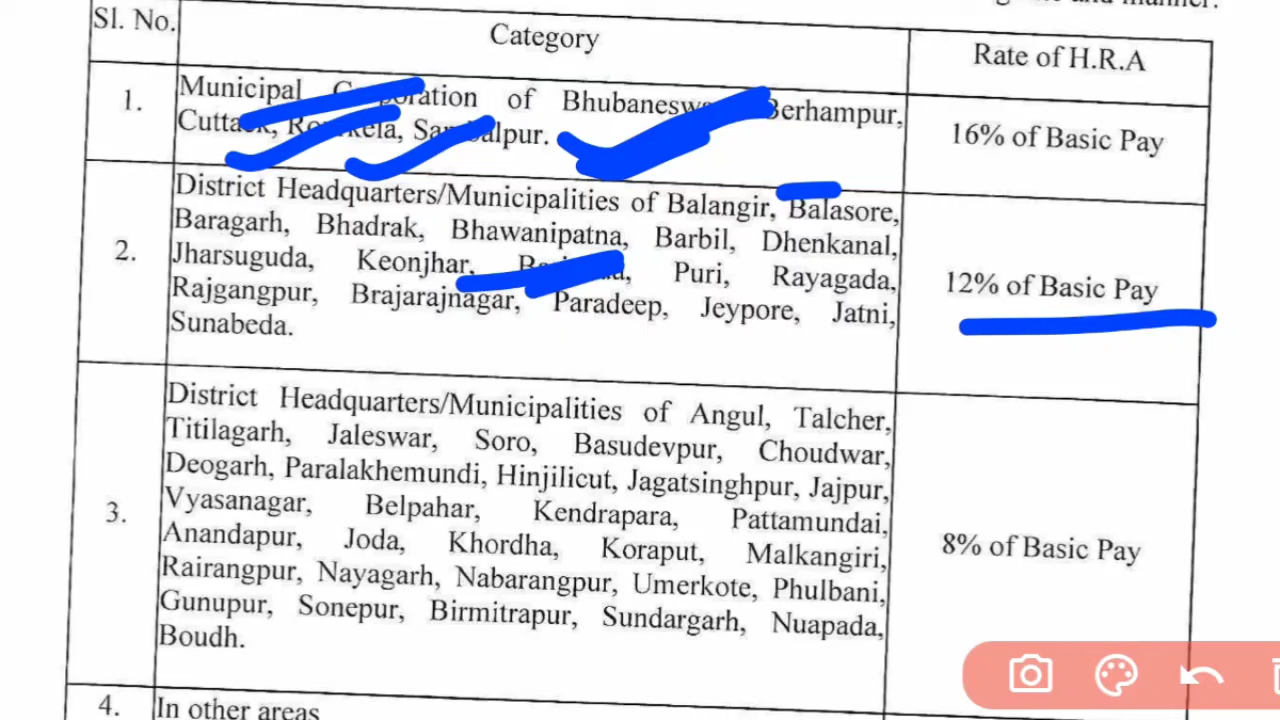 and manner.
Sl. No. Category Rate of H.R.A
1. Municipal Corporation of Bhubaneswar, Berhampur, 16% of Basic Pay
Cuttack, Rourkela, Sambalpur.
2. District Headquarters/Municipalities of Balangir, Balasore, 12% of Basic Pay
Baragarh, Bhadrak, Bhawanipatna, Barbil, Dhenkanal,
Jharsuguda, Keonjhar, Puri, Rayagada,
Rajgangpur, Brajarajnagar, Paradeep, Jeypore, Jatni,
Sunabeda.
3. District Headquarters/Municipalities of Angul, Talcher, 8% of Basic Pay
Titilagarh, Jaleswar, Soro, Basudevpur, Choudwar,
Deogarh, Paralakhemundi, Hinjilicut, Jagatsinghpur, Jajpur,
Vyasanagar, Belpahar, Kendrapara, Pattamundai,
Anandapur, Joda, Khordha, Koraput, Malkangiri,
Rairangpur, Nayagarh, Nabarangpur, Umerkote, Phulbani,
Gunupur, Sonepur, Birmitrapur, Sundargarh, Nuapada,
Boudh.
4. In other areas